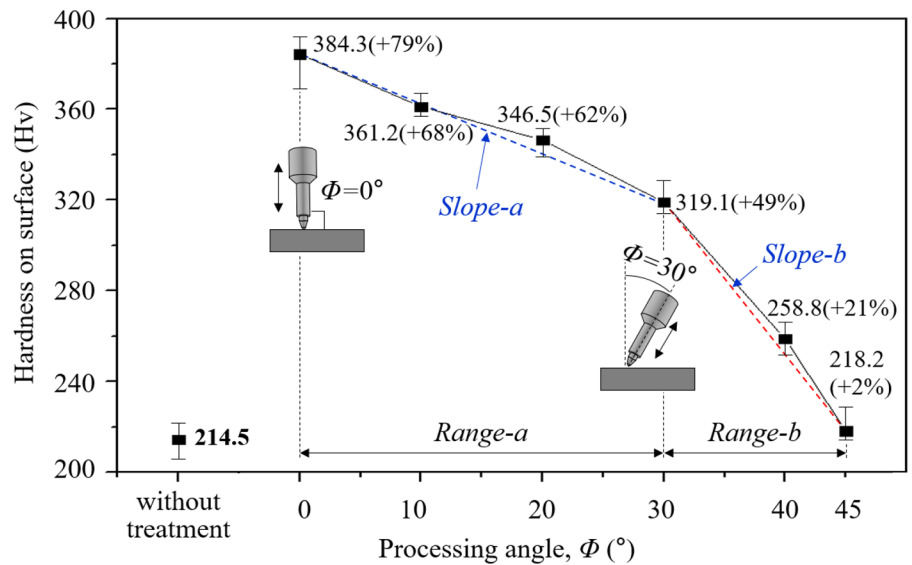 400
360
320
280
240
200
Hardness on surface (Hv)
384.3(+79%)
361.2(+68%)
346.5(+62%)
319.1(+49%)
258.8(+21%)
218.2
(+2%)
214.5
Φ=0°
Φ=30°
Slope-a
Slope-b
Range-a
Range-b
without
treatment
0
10
20
30
40
45
Processing angle, Φ (°)